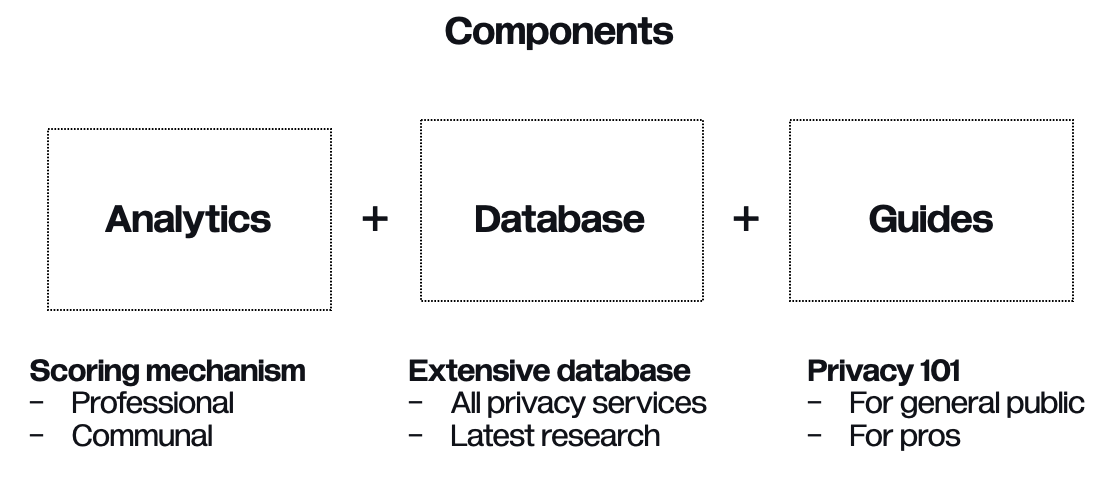 Components
Analytics + Database + Guides
Scoring mechanism
– Professional
– Communal
Extensive database
– All privacy services
– Latest research
Privacy 101
– For general public
– For pros